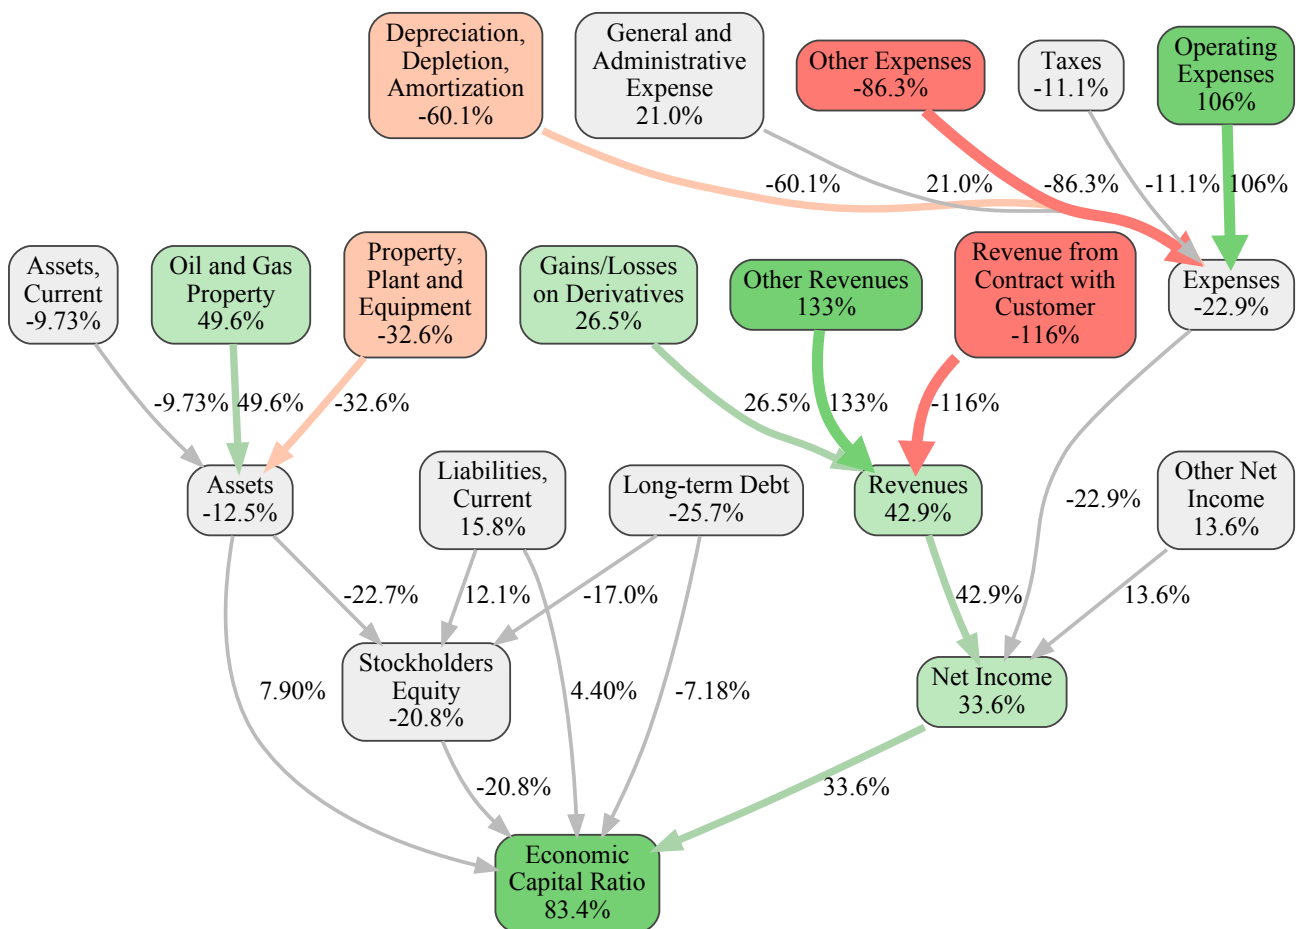 Depreciation,
Depletion,
Amortization
-60.1%
General and
Administrative
Expense
21.0%
Other Expenses
-86.3%
Taxes
-11.1%
Operating
Expenses
106%
-60.1%
21.0%
-86.3%
-11.1%
106%
Assets,
Current
-9.73%
Oil and Gas
Property
49.6%
Property,
Plant and
Equipment
-32.6%
Gains/Losses
on Derivatives
26.5%
Other Revenues
133%
Revenue from
Contract with
Customer
-116%
Expenses
-22.9%
-9.73%
49.6%
-32.6%
26.5%
133%
-116%
Assets
-12.5%
Liabilities,
Current
15.8%
Long-term Debt
-25.7%
Revenues
42.9%
-22.9%
Other Net
Income
13.6%
-22.7%
12.1%
-17.0%
42.9%
13.6%
7.90%
Stockholders
Equity
-20.8%
4.40%
-7.18%
Net Income
33.6%
-20.8%
33.6%
Economic
Capital Ratio
83.4%